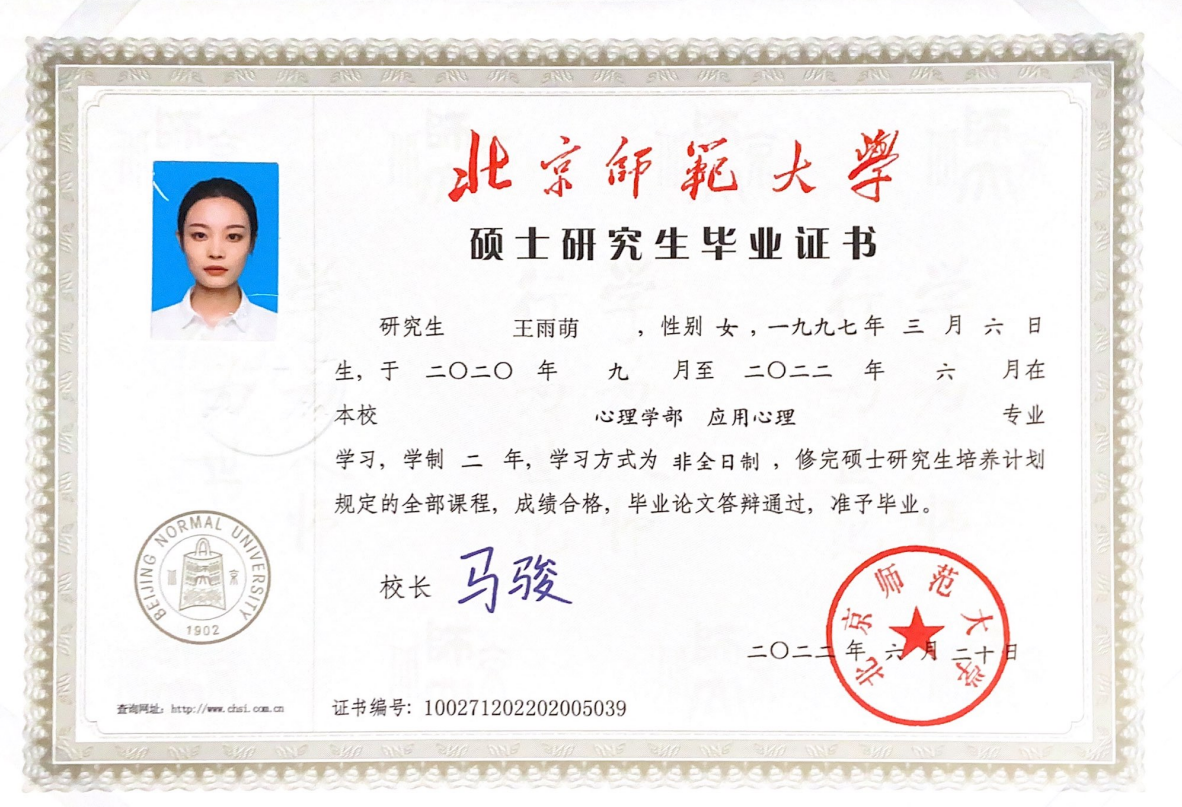 北京師範大學
硕士研究生毕业证书
研究生 王雨萌 ，性别 女 ，一九九七年 三 月 六 日
生，于 二〇二〇 年 九 月至 二〇二二 年 六 月在
本校 心理学部 应用心理 专业
学习，学制 二 年，学习方式为 非全日制 ，修完硕士研究生培养计划
规定的全部课程，成绩合格，毕业论文答辩通过，准予毕业。
BEIJING NORMAL UNIVERSITY
1902
校长 马骏
北京师范大学
二〇二二 年 六 月 二十 日
查询网址：http://www.chsi.com.cn
证书编号：100271202202005039